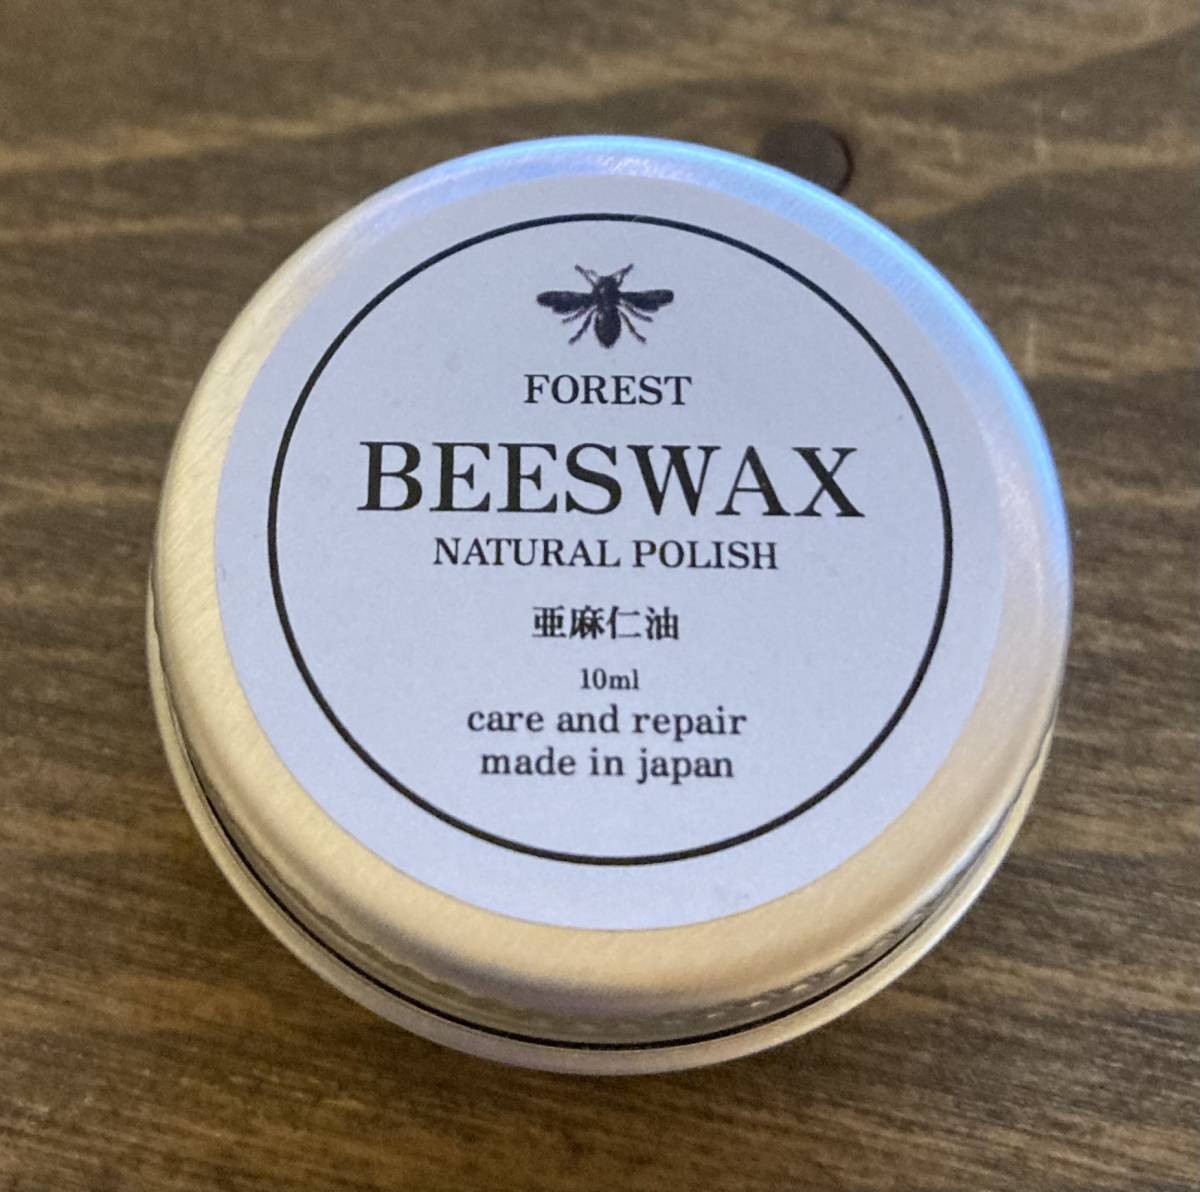 FOREST
BEESWAX
NATURAL POLISH
亜麻仁油
10ml
care and repair
made in japan